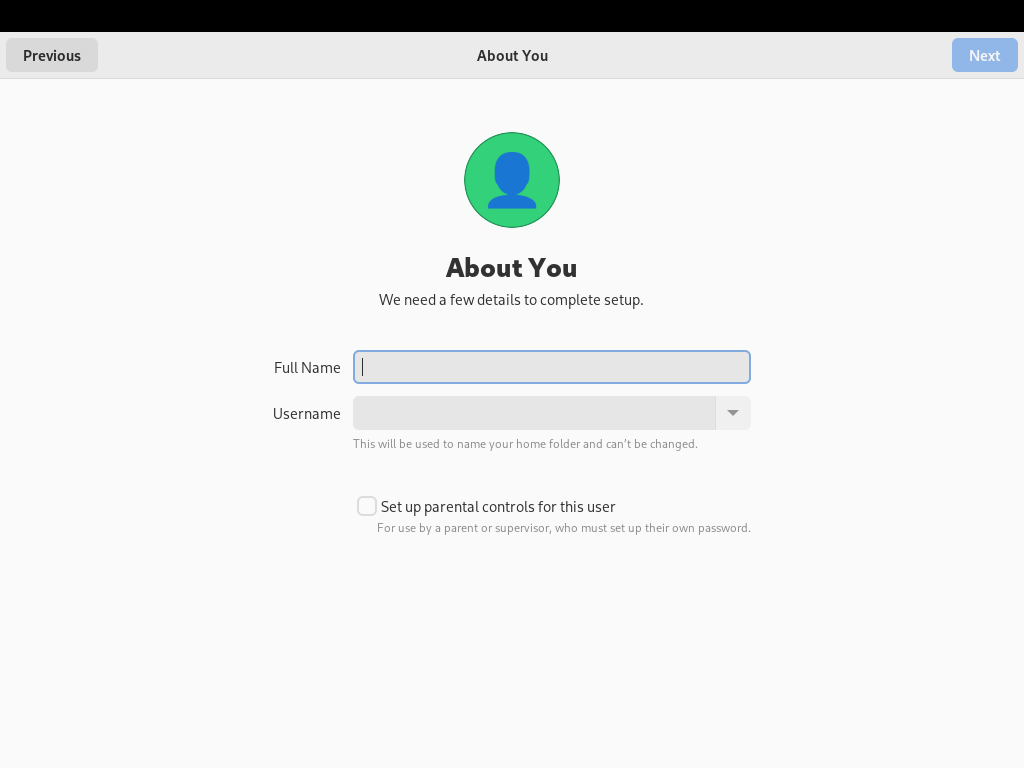 Previous
About You
Next
About You
We need a few details to complete setup.
Full Name
Username
This will be used to name your home folder and can't be changed.
Set up parental controls for this user
For use by a parent or supervisor, who must set up their own password.